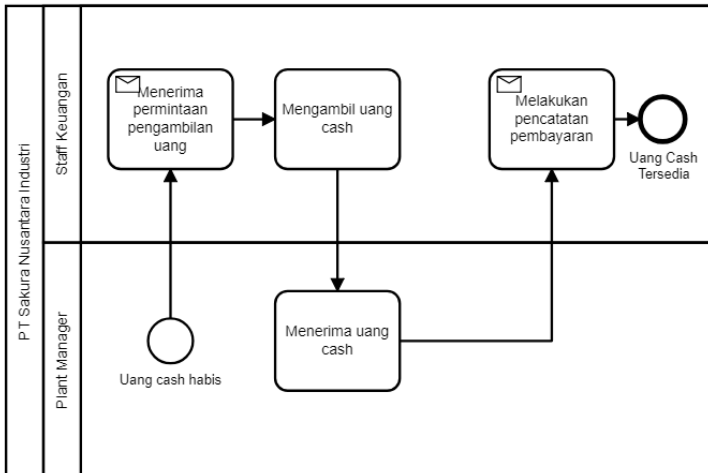 PT Sakura Nusantara Industri
Staff Keuangan
Menerima
permintaan
pengambilan
uang
Mengambil uang
cash
Melakukan
pencatatan
pembayaran
Uang Cash
Tersedia
Plant Manager
Uang cash habis
Menerima uang
cash